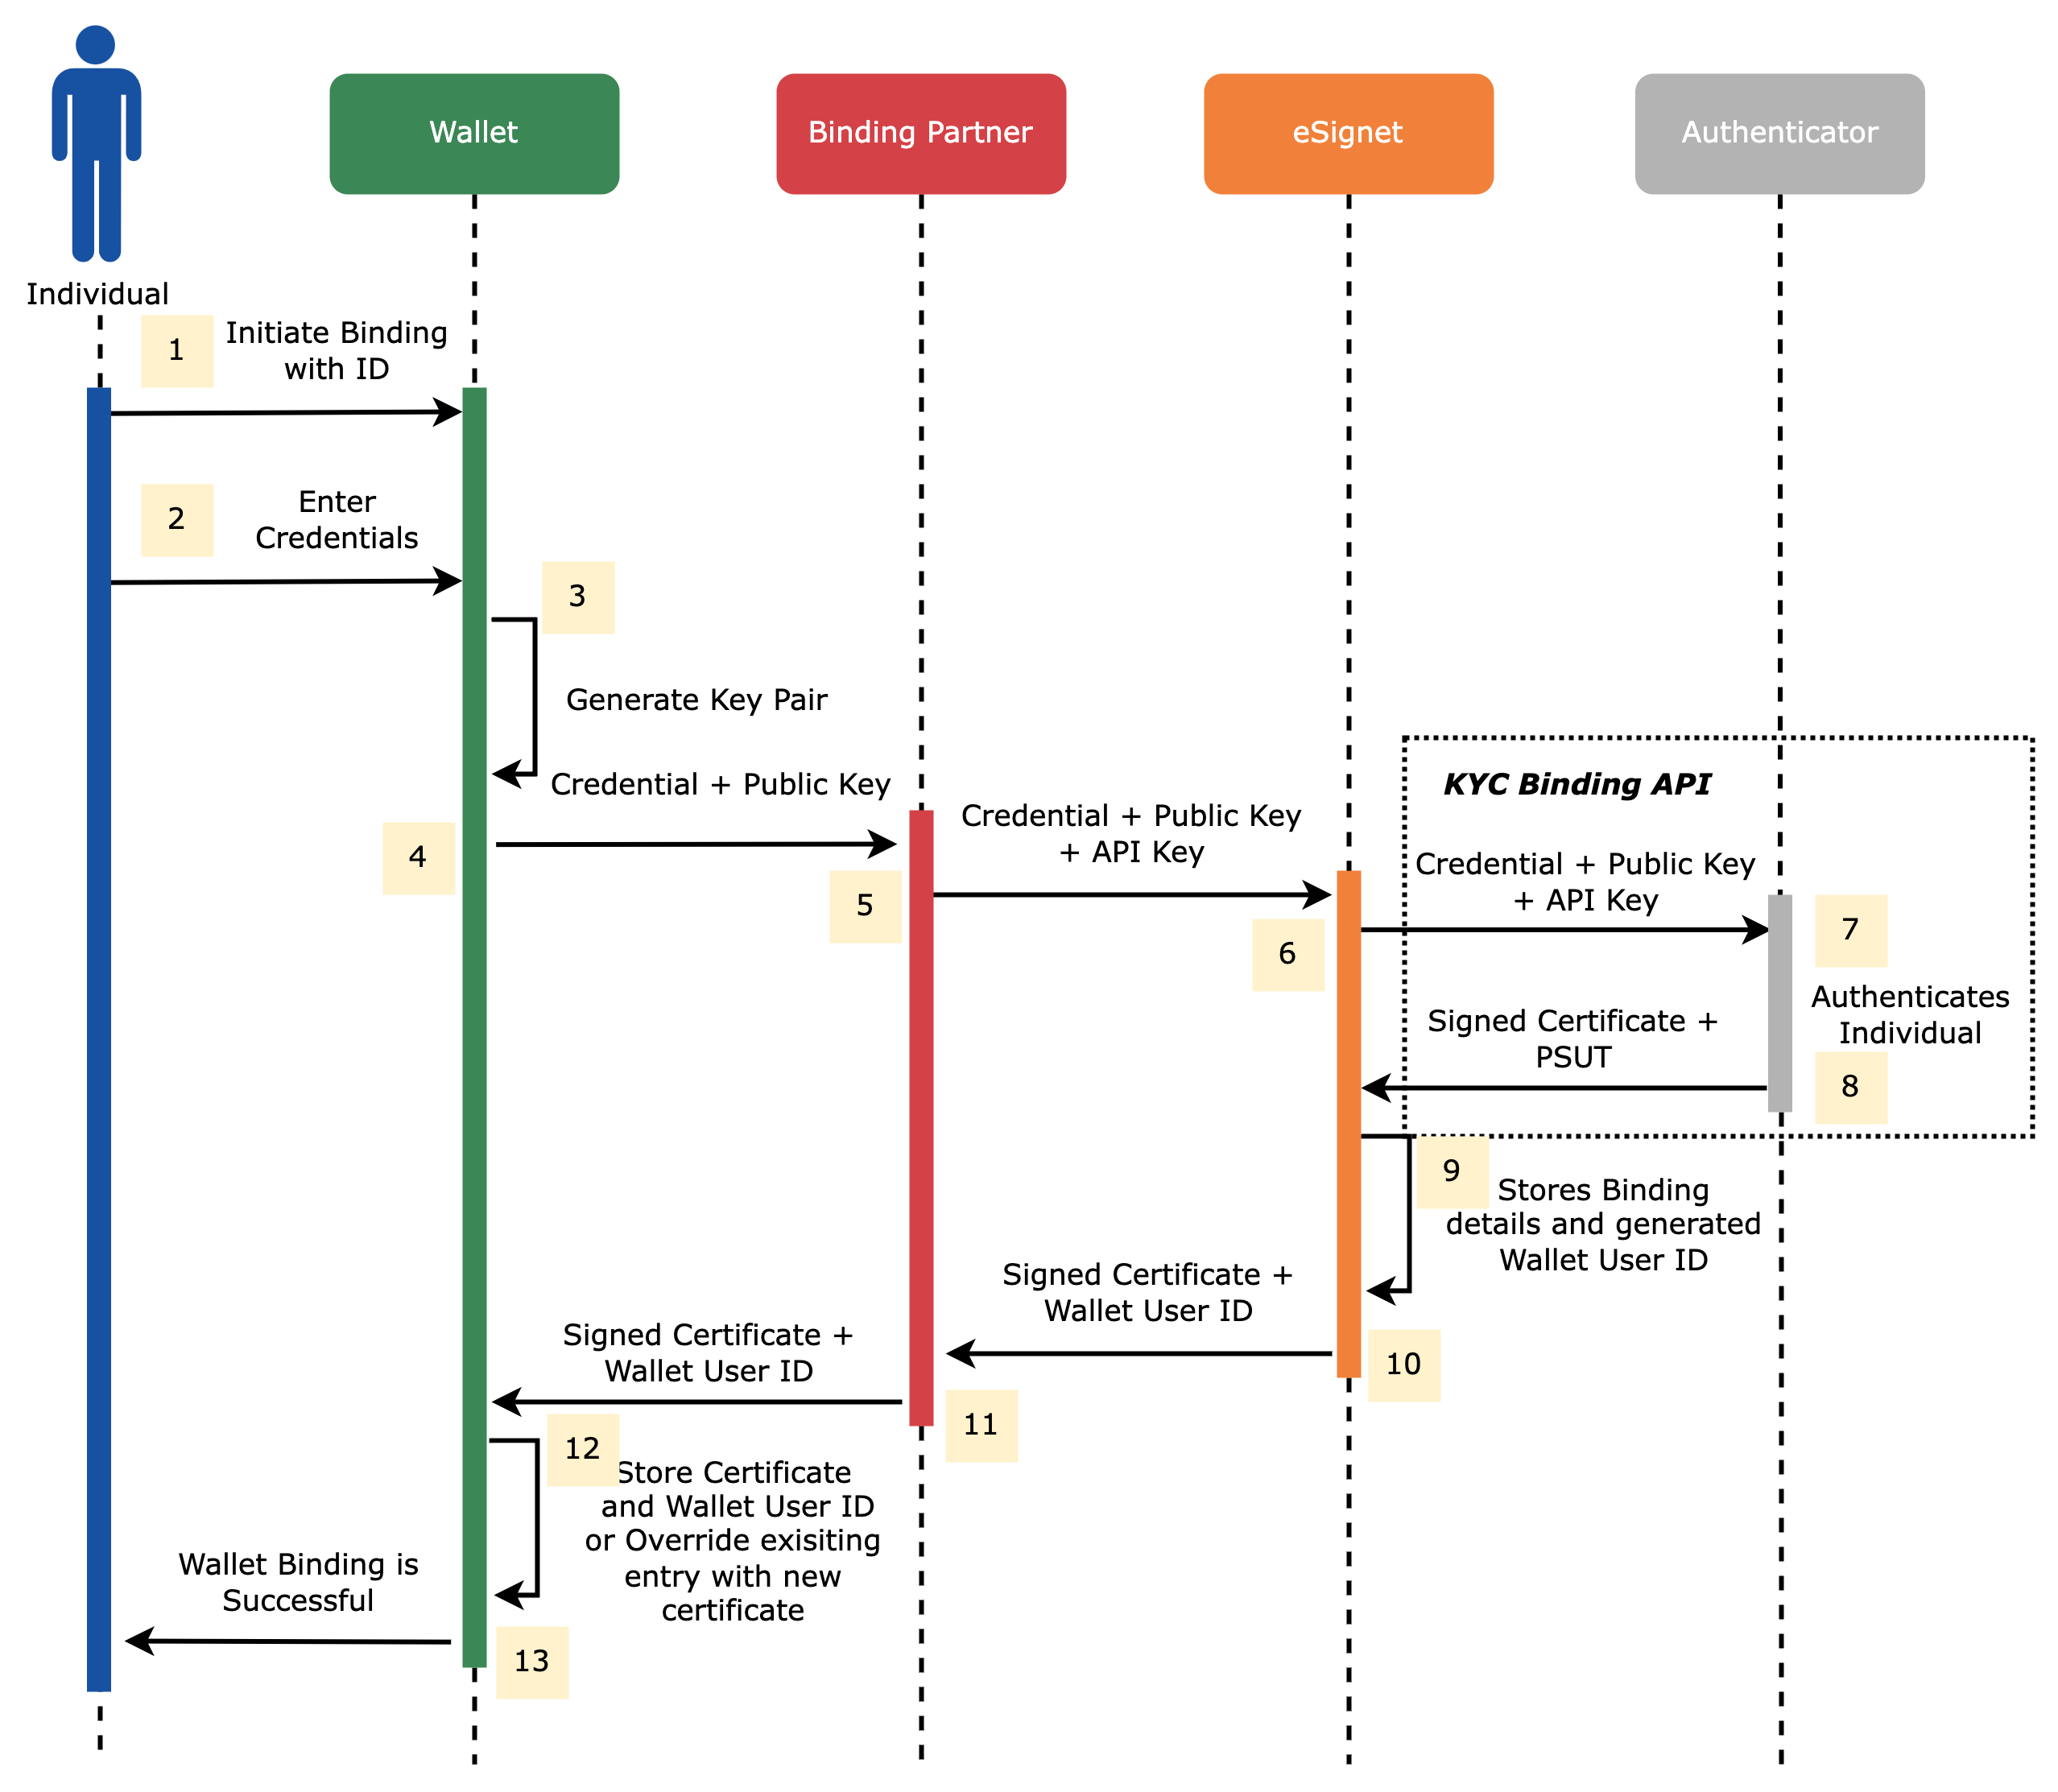 Wallet
Binding Partner
eSignet
Authenticator
Individual
1
Initiate Binding
with ID
2
Enter
Credentials
3
Generate Key Pair
4
Credential + Public Key
5
Credential + Public Key
+ API Key
KYC Binding API
6
Credential + Public Key
+ API Key
7
Authenticates
Individual
8
Signed Certificate +
PSUT
9
Stores Binding
details and generated
Wallet User ID
10
Signed Certificate +
Wallet User ID
11
Signed Certificate +
Wallet User ID
12
Store Certificate
and Wallet User ID
or Override exisiting
entry with new
certificate
13
Wallet Binding is
Successful